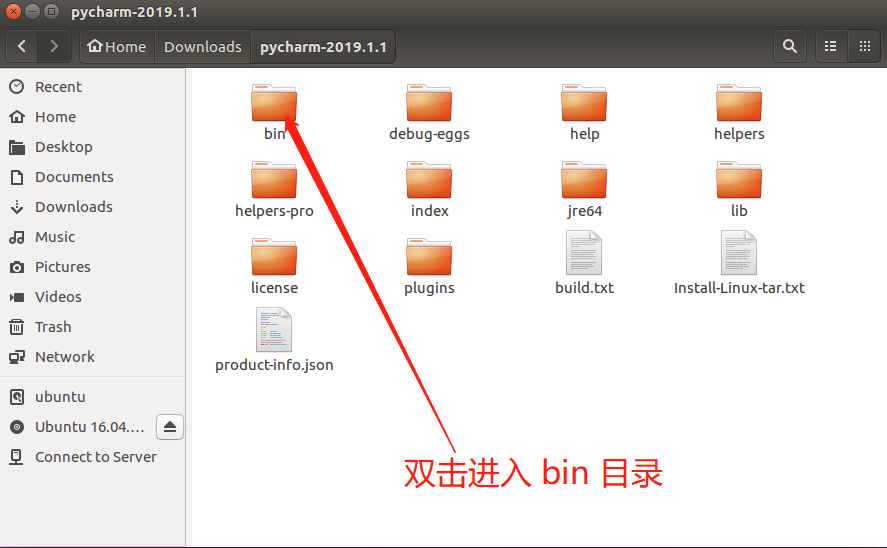 pycharm-2019.1.1
Home Downloads pycharm-2019.1.1
Recent
Home
Desktop
Documents
Downloads
Music
Pictures
Videos
Trash
Network
ubuntu
Ubuntu 16.04....
Connect to Server
bin debug-eggs help helpers
helpers-pro index jre64 lib
license plugins build.txt Install-Linux-tar.txt
product-info.json
双击进入 bin 目录